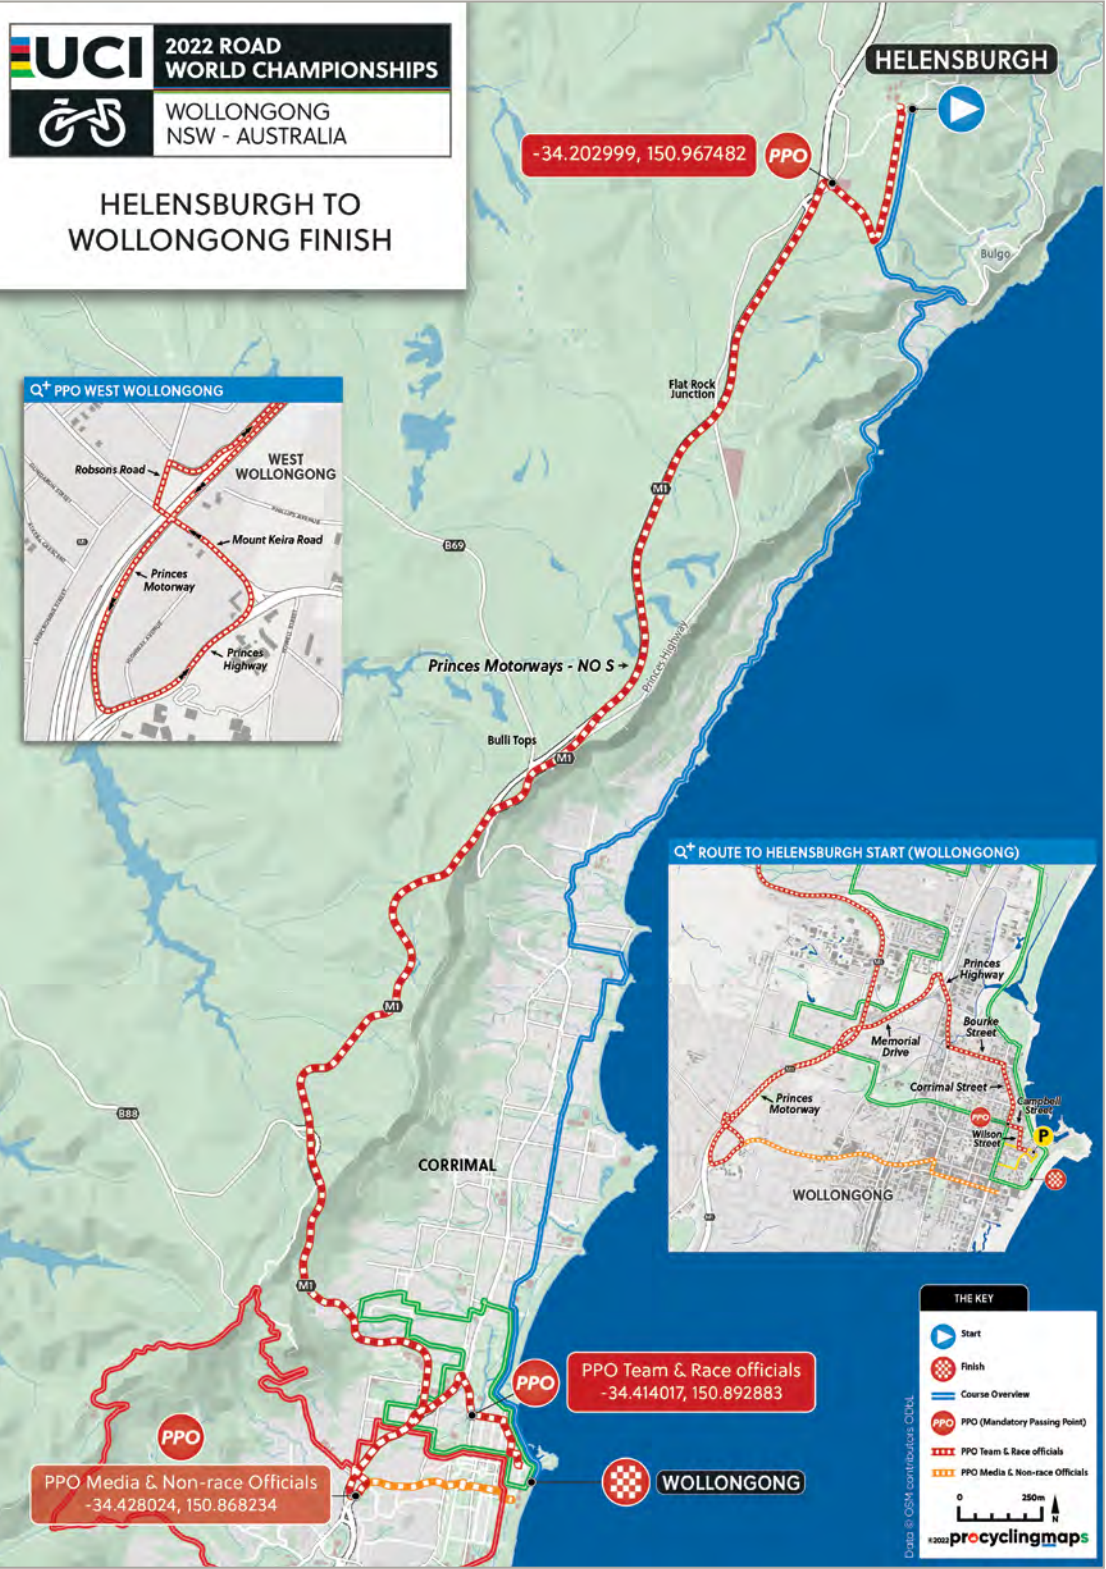 UCI
2022 ROAD
WORLD CHAMPIONSHIPS
WOLLONGONG
NSW - AUSTRALIA
HELENSBURGH TO
WOLLONGONG FINISH
HELENSBURGH
-34.202999, 150.967482
PPO
Bulgo
Flat Rock
Junction
M1
B69
Princes Highway
Princes Motorways - NO S
Bulli Tops
M1
M1
B88
CORRIMAL
M1
PPO
PPO Team & Race officials
-34.414017, 150.892883
PPO
PPO Media & Non-race Officials
-34.428024, 150.868234
WOLLONGONG
PPO WEST WOLLONGONG
Robsons Road
WEST
WOLLONGONG
PHILLIPS AVENUE
Mount Keira Road
Princes
Motorway
Princes
Highway
ROUTE TO HELENSBURGH START (WOLLONGONG)
Princes
Highway
Bourke
Street
Memorial
Drive
Corrimal Street
Princes
Motorway
Campbell
Street
PPO
Wilson
Street
P
WOLLONGONG
THE KEY
Start
Finish
Course Overview
PPO
PPO (Mandatory Passing Point)
PPO Team & Race officials
PPO Media & Non-race Officials
0 250m
N
©2022 procyclingmaps
Data © OSM contributors ODbL